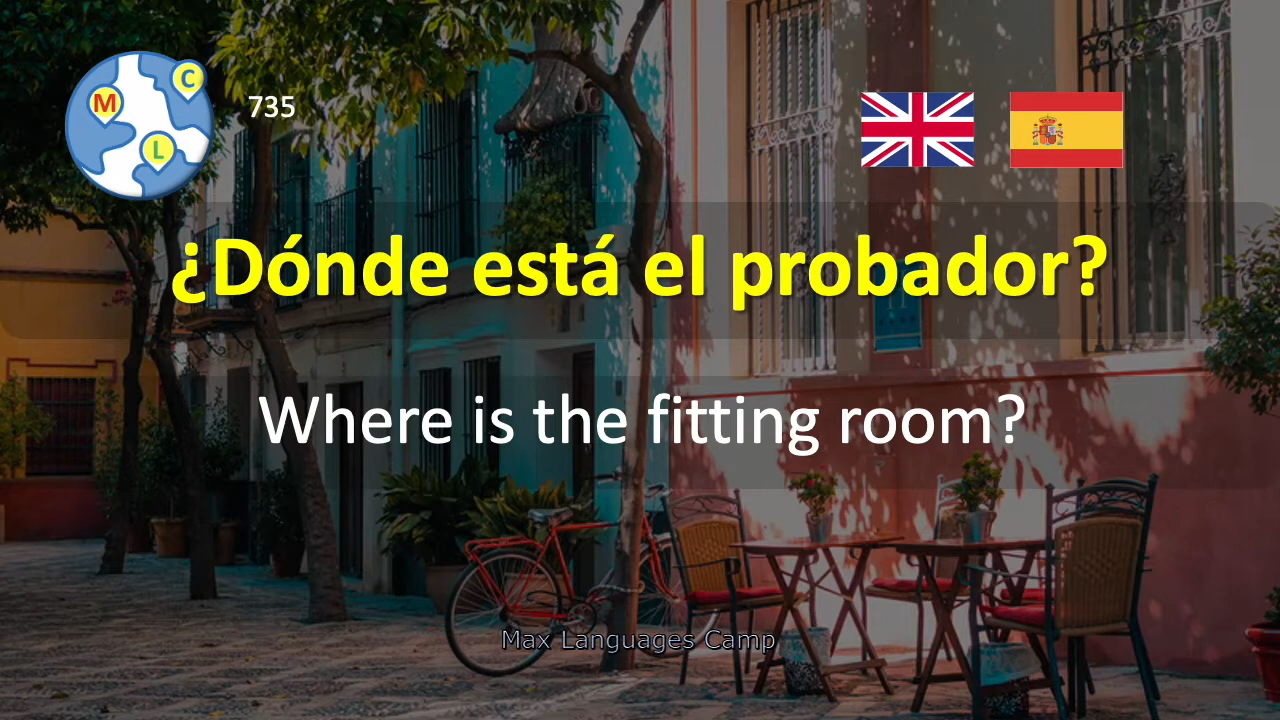 M C L
735
¿Dónde está el probador?
Where is the fitting room?
Max Languages Camp